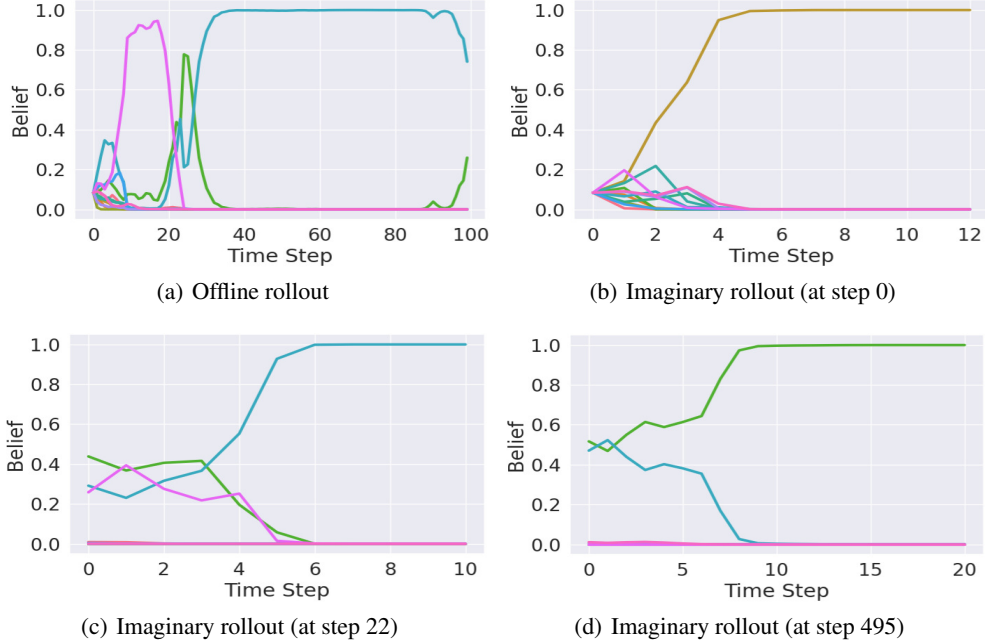 1.0
0.8
0.6
0.4
0.2
0.0
Belief
0 20 40 60 80 100
Time Step
(a) Offline rollout
1.0
0.8
0.6
0.4
0.2
0.0
Belief
0 2 4 6 8 10 12
Time Step
(b) Imaginary rollout (at step 0)
1.0
0.8
0.6
0.4
0.2
0.0
Belief
0 2 4 6 8 10
Time Step
(c) Imaginary rollout (at step 22)
1.0
0.8
0.6
0.4
0.2
0.0
Belief
0 5 10 15 20
Time Step
(d) Imaginary rollout (at step 495)